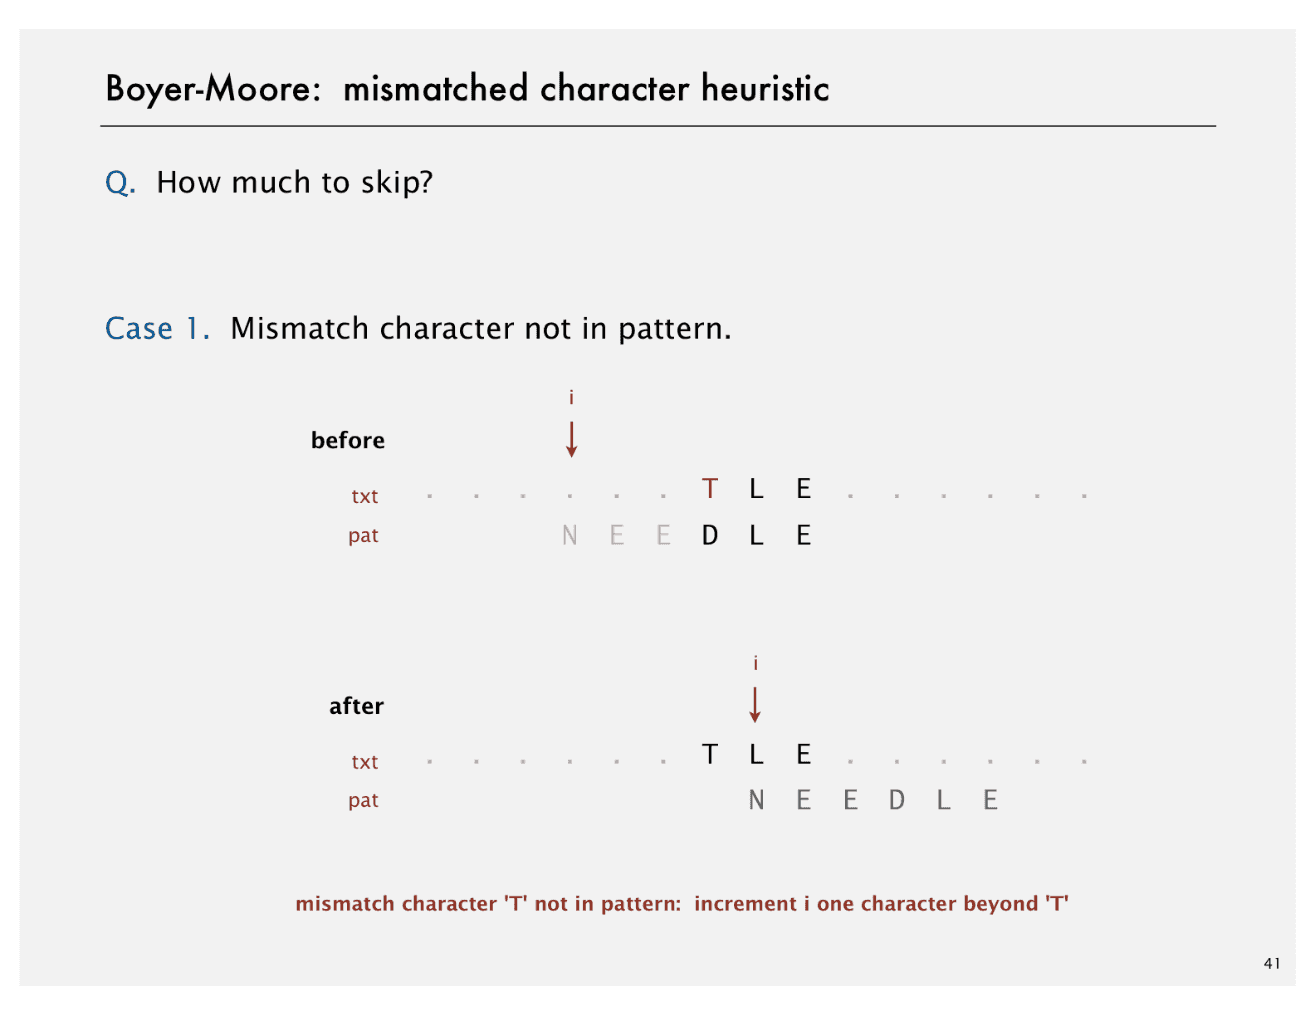 Boyer-Moore: mismatched character heuristic
Q. How much to skip?
Case 1. Mismatch character not in pattern.
i
before
txt . . . . . . T L E . . . . . .
pat N E E D L E
i
after
txt . . . . . . T L E . . . . . .
pat N E E D L E
mismatch character 'T' not in pattern: increment i one character beyond 'T'
41